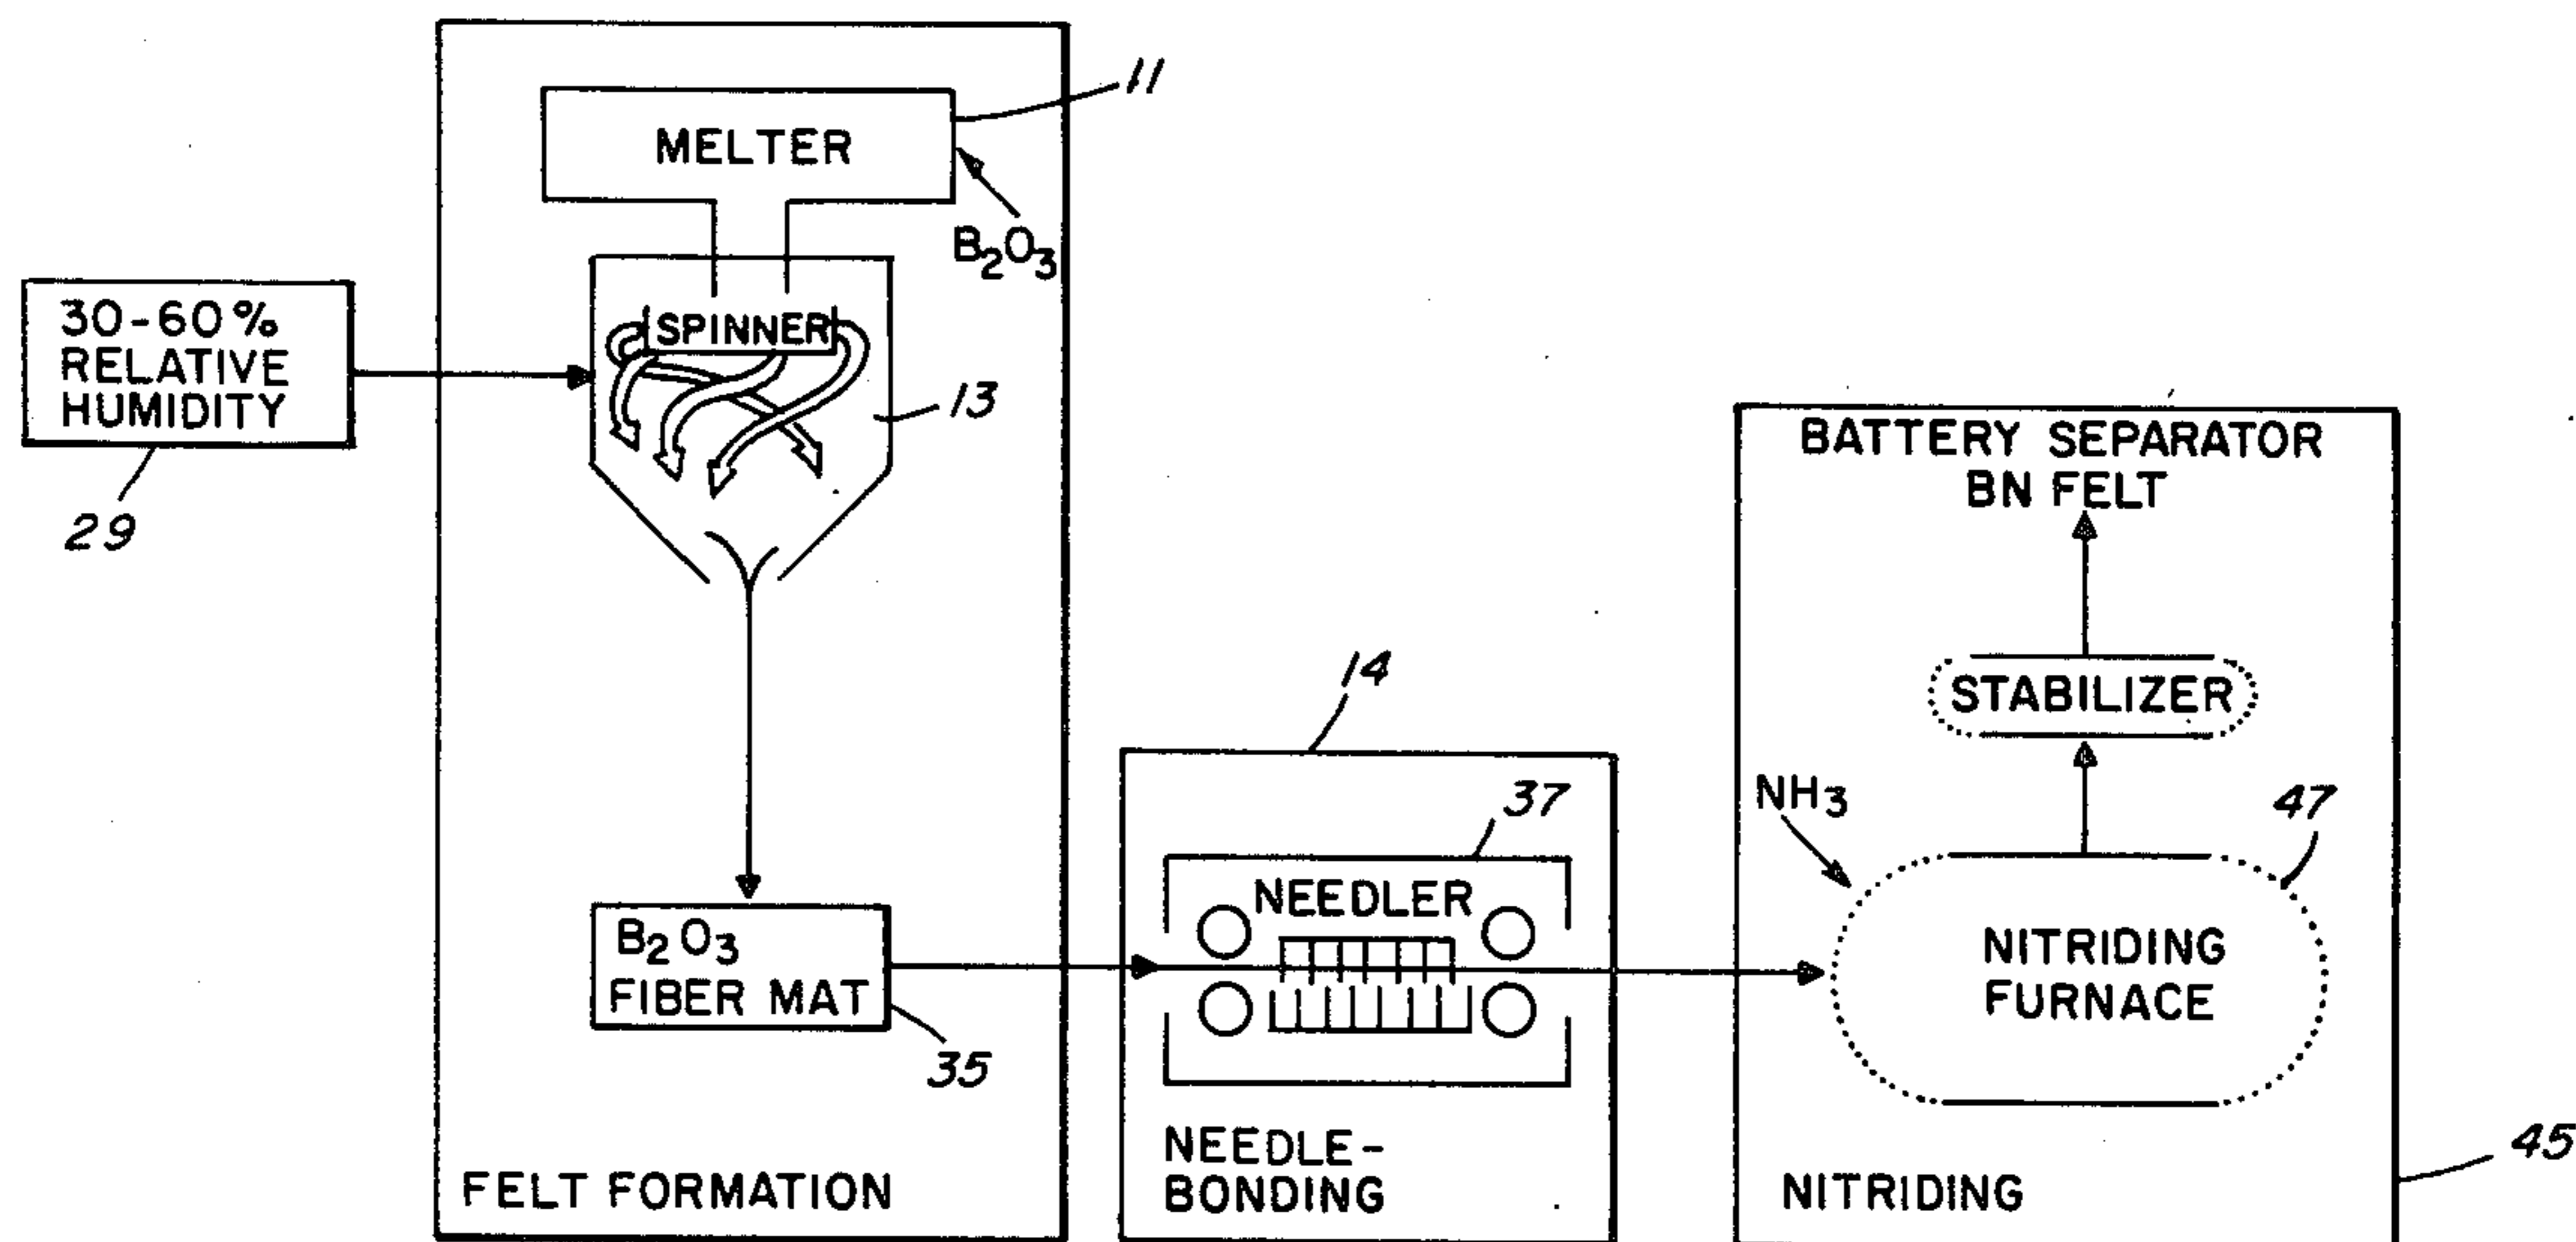 11
MELTER
B2O3
30-60%
RELATIVE
HUMIDITY
29
SPINNER
13
B2O3
FIBER MAT
35
FELT FORMATION
14
37
NEEDLER
NEEDLE-
BONDING
BATTERY SEPARATOR
BN FELT
STABILIZER
NH3
47
NITRIDING
FURNACE
45
NITRIDING